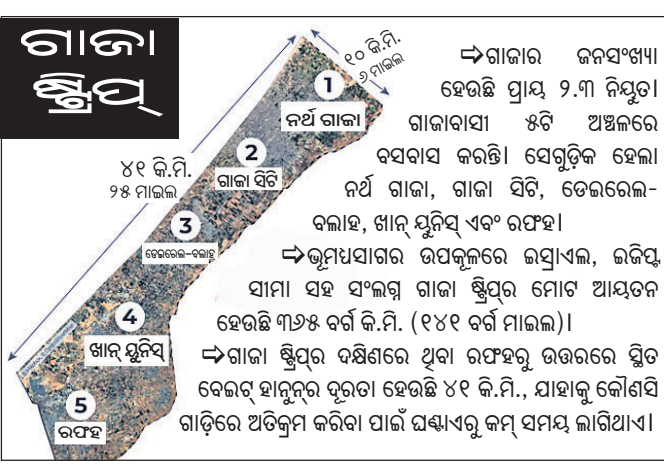 ଗାଜା
ଷ୍ଟ୍ରିପ୍
୧୦ କି.ମି.
୬ ମାଇଲ
1
ନର୍ଥ ଗାଜା
2
ଗାଜା ସିଟି
୪୧ କି.ମି.
୨୫ ମାଇଲ
3
ଡେଇରେଲ-ବଲାହ
4
ଖାନ୍ ୟୁନିସ୍
5
ରଫହ
⇨ଗାଜାର ଜନସଂଖ୍ୟା
ହେଉଛି ପ୍ରାୟ ୨.୩ ନିୟୁତ।
ଗାଜାବାସୀ ୫ଟି ଅଞ୍ଚଳରେ
ବସବାସ କରନ୍ତି। ସେଗୁଡ଼ିକ ହେଲା
ନର୍ଥ ଗାଜା, ଗାଜା ସିଟି, ଡେଇରେଲ-
ବଲାହ, ଖାନ୍ ୟୁନିସ୍ ଏବଂ ରଫହ।
⇨ଭୂମଧ୍ୟସାଗର ଉପକୂଳରେ ଇସ୍ରାଏଲ, ଇଜିପ୍ଟ
ସୀମା ସହ ସଂଲଗ୍ନ ଗାଜା ଷ୍ଟ୍ରିପ୍‌ର ମୋଟ ଆୟତନ
ହେଉଛି ୩୬୫ ବର୍ଗ କି.ମି. (୧୪୧ ବର୍ଗ ମାଇଲ)।
⇨ଗାଜା ଷ୍ଟ୍ରିପ୍‌ର ଦକ୍ଷିଣରେ ଥିବା ରଫହରୁ ଉତ୍ତରରେ ସ୍ଥିତ
ବେଇଟ୍ ହାନୁନ୍‌ର ଦୂରତା ହେଉଛି ୪୧ କି.ମି., ଯାହାକୁ କୌଣସି
ଗାଡ଼ିରେ ଅତିକ୍ରମ କରିବା ପାଇଁ ଘଣ୍ଟାଏରୁ କମ୍ ସମୟ ଲାଗିଥାଏ।